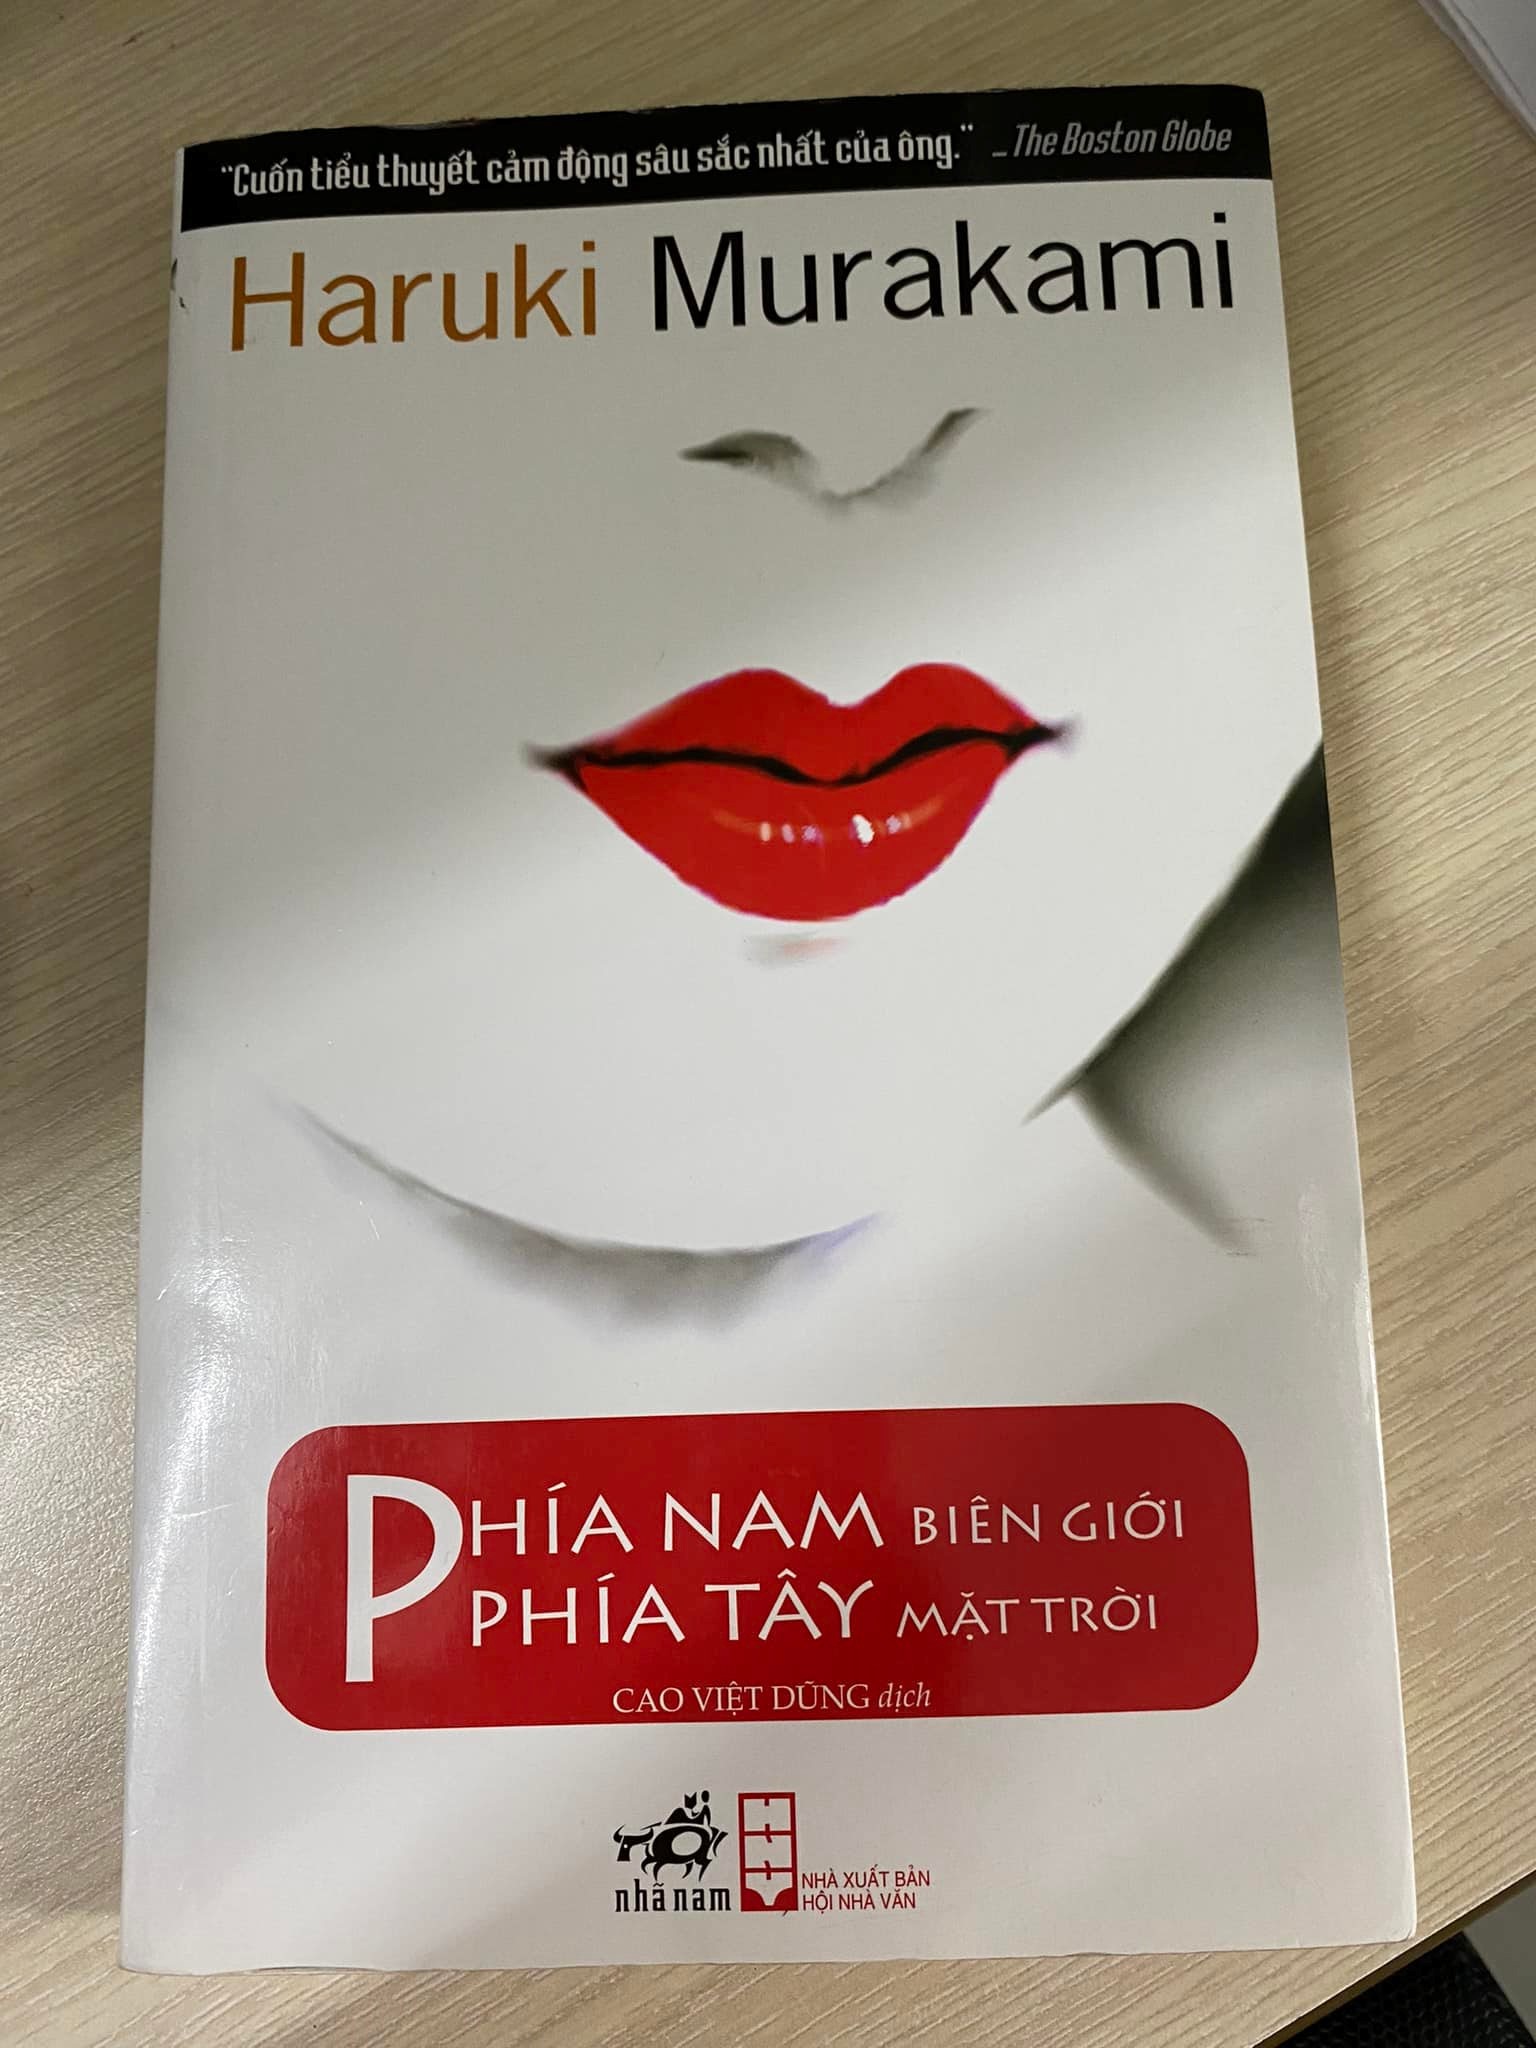 "Cuốn tiểu thuyết cảm động sâu sắc nhất của ông." _ The Boston Globe
Haruki Murakami
PHÍA NAM BIÊN GIỚI
PHÍA TÂY MẶT TRỜI
CAO VIỆT DŨNG dịch
nhã nam
NHÀ XUẤT BẢN
HỘI NHÀ VĂN